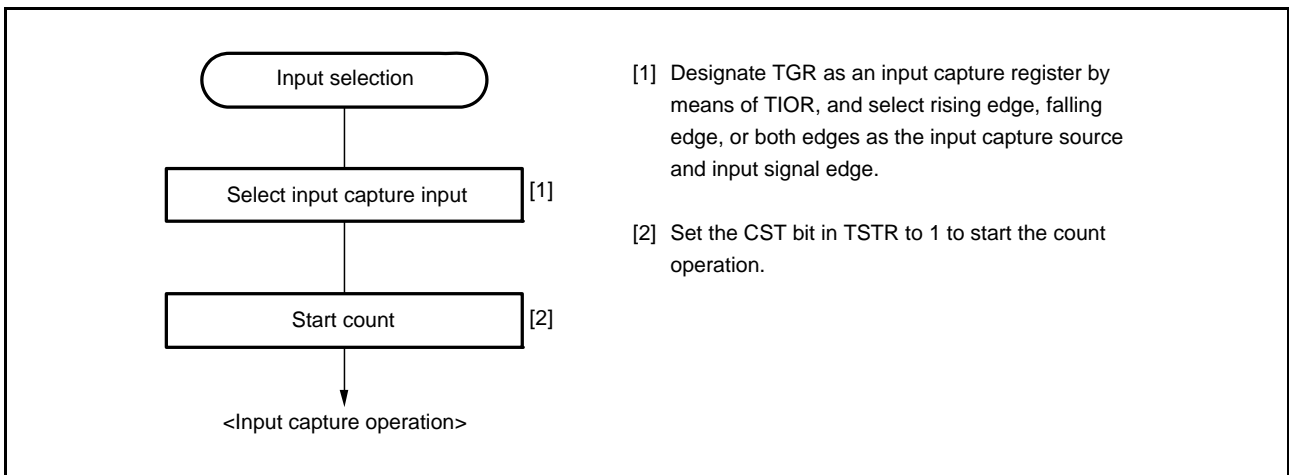 Input selection
Select input capture input
[1]
Start count
[2]
<Input capture operation>
[1] Designate TGR as an input capture register by
means of TIOR, and select rising edge, falling
edge, or both edges as the input capture source
and input signal edge.
[2] Set the CST bit in TSTR to 1 to start the count
operation.